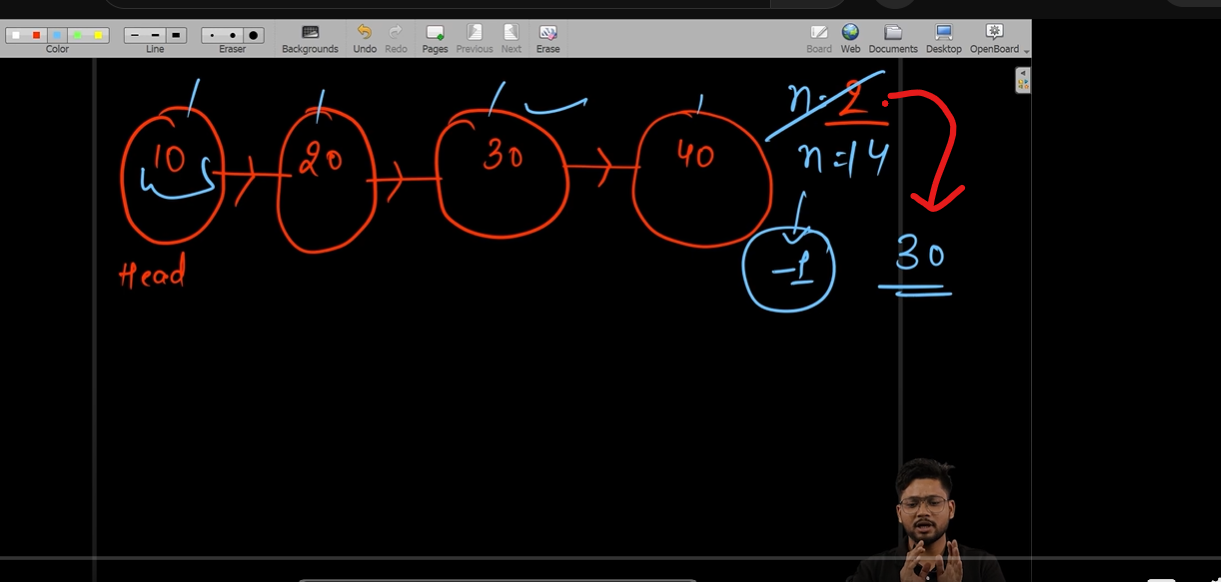 Color Line Eraser Backgrounds Undo Redo Pages Previous Next Erase Board Web Documents Desktop OpenBoard
10 20 30 40 n = 2
n = 14
Head -1 30